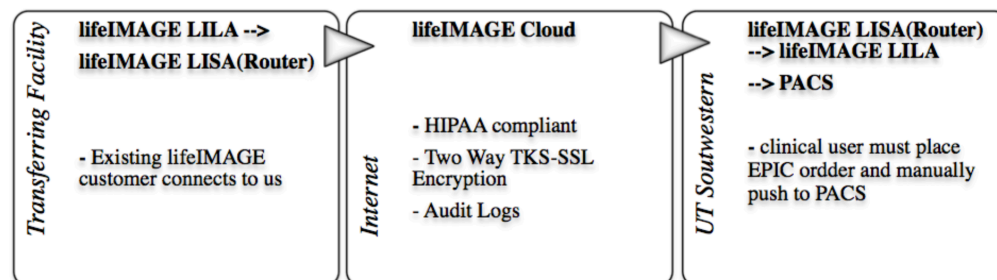 Transferring Facility
lifeIMAGE LILA -->
lifeIMAGE LISA(Router)
- Existing lifeIMAGE
customer connects to us
Internet
lifeIMAGE Cloud
- HIPAA compliant
- Two Way TKS-SSL
Encryption
- Audit Logs
UT Soutwestern
lifeIMAGE LISA(Router)
--> lifeIMAGE LILA
--> PACS
- clinical user must place
EPIC ordder and manually
push to PACS